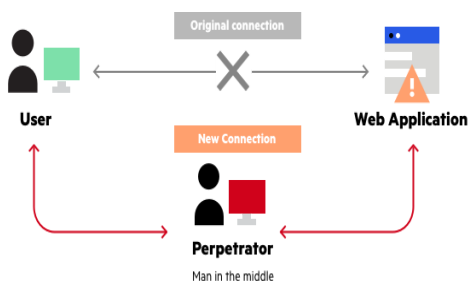 Original connection
User
Web Application
New Connection
Perpetrator
Man in the middle